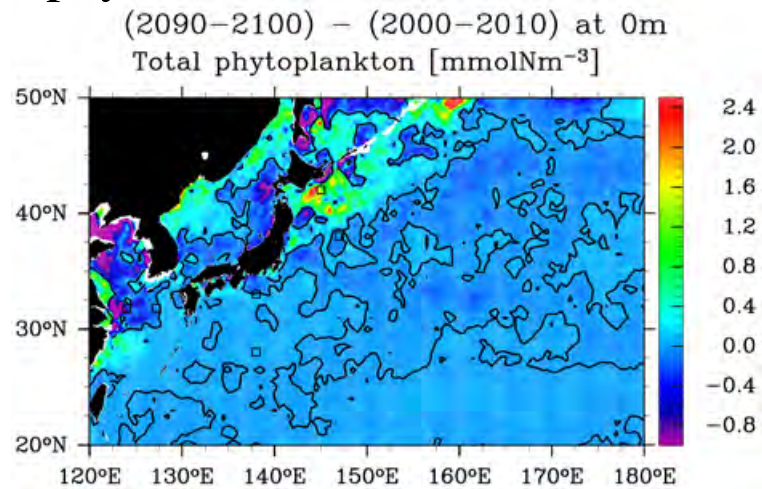 (2090−2100) − (2000−2010) at 0m
Total phytoplankton [mmolNm⁻³]
50°N
40°N
30°N
20°N
120°E 130°E 140°E 150°E 160°E 170°E 180°E
2.4
2.0
1.6
1.2
0.8
0.4
0.0
−0.4
−0.8